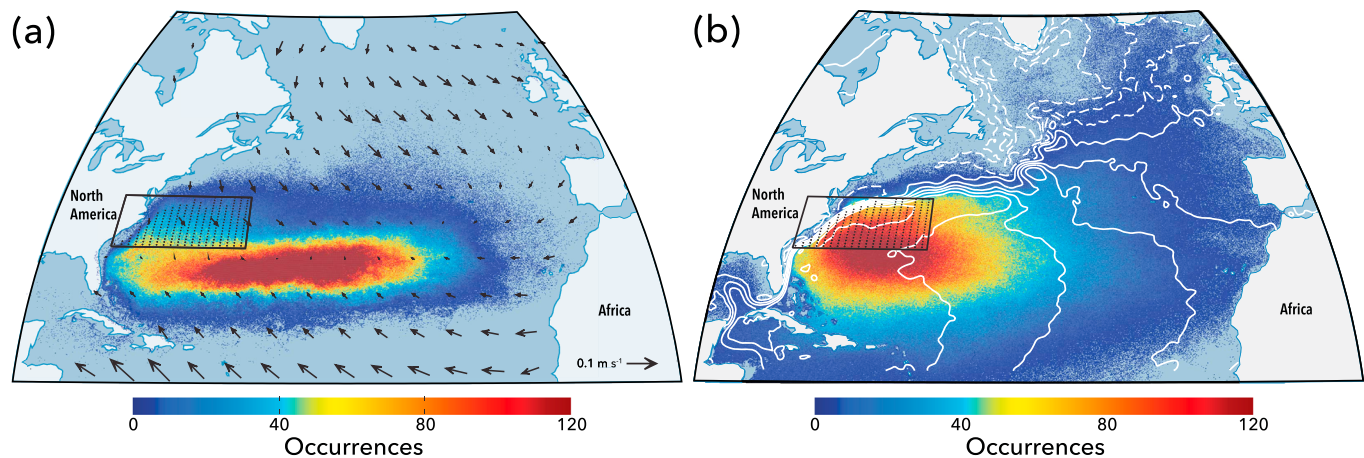 (a)
North
America
Africa
0.1 m s⁻¹
0
40
80
120
Occurrences
(b)
North
America
Africa
0
40
80
120
Occurrences